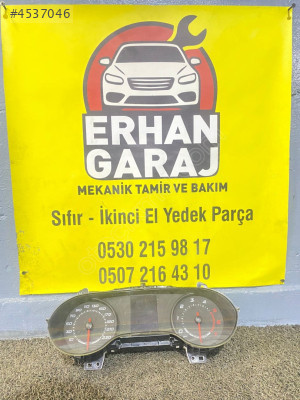 #4537046
ERHAN
GARAJ
MEKANİK TAMİR VE BAKIM
Sıfır - İkinci El Yedek Parça
0530 215 98 17
0507 216 43 10